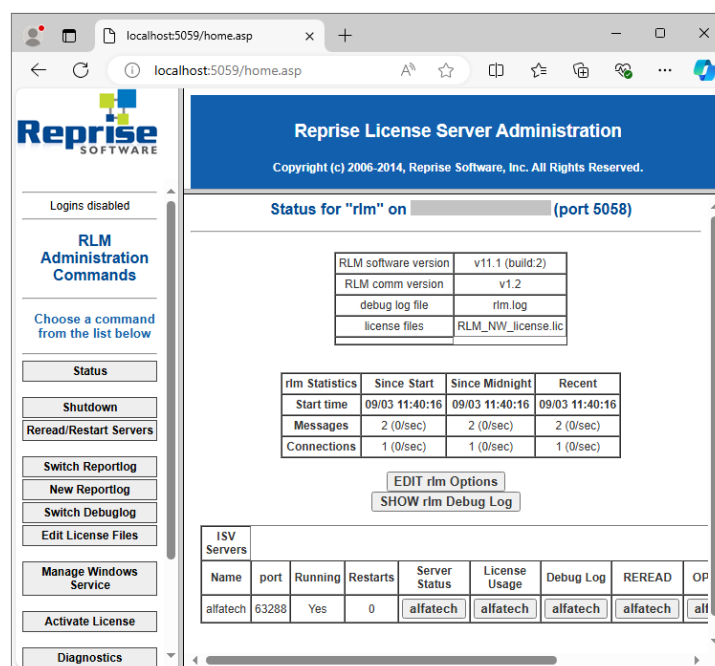 localhost:5059/home.asp
localhost:5059/home.asp
Reprise
SOFTWARE
Logins disabled
RLM
Administration
Commands
Choose a command
from the list below
Status
Shutdown
Reread/Restart Servers
Switch Reportlog
New Reportlog
Switch Debuglog
Edit License Files
Manage Windows
Service
Activate License
Diagnostics
Reprise License Server Administration
Copyright (c) 2006-2014, Reprise Software, Inc. All Rights Reserved.
Status for "rlm" on (port 5058)
RLM software version v11.1 (build:2)
RLM comm version v1.2
debug log file rlm.log
license files RLM_NW_license.lic
rlm Statistics Since Start Since Midnight Recent
Start time 09/03 11:40:16 09/03 11:40:16 09/03 11:40:16
Messages 2 (0/sec) 2 (0/sec) 2 (0/sec)
Connections 1 (0/sec) 1 (0/sec) 1 (0/sec)
EDIT rlm Options
SHOW rlm Debug Log
ISV
Servers
Name port Running Restarts Server Status License Usage Debug Log REREAD OP
alfatech 63288 Yes 0 alfatech alfatech alfatech alfatech alf